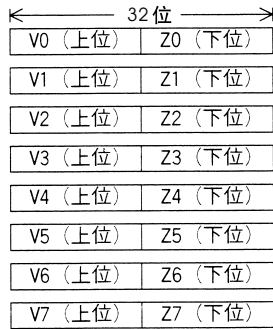 32位
V0（上位） Z0（下位）
V1（上位） Z1（下位）
V2（上位） Z2（下位）
V3（上位） Z3（下位）
V4（上位） Z4（下位）
V5（上位） Z5（下位）
V6（上位） Z6（下位）
V7（上位） Z7（下位）